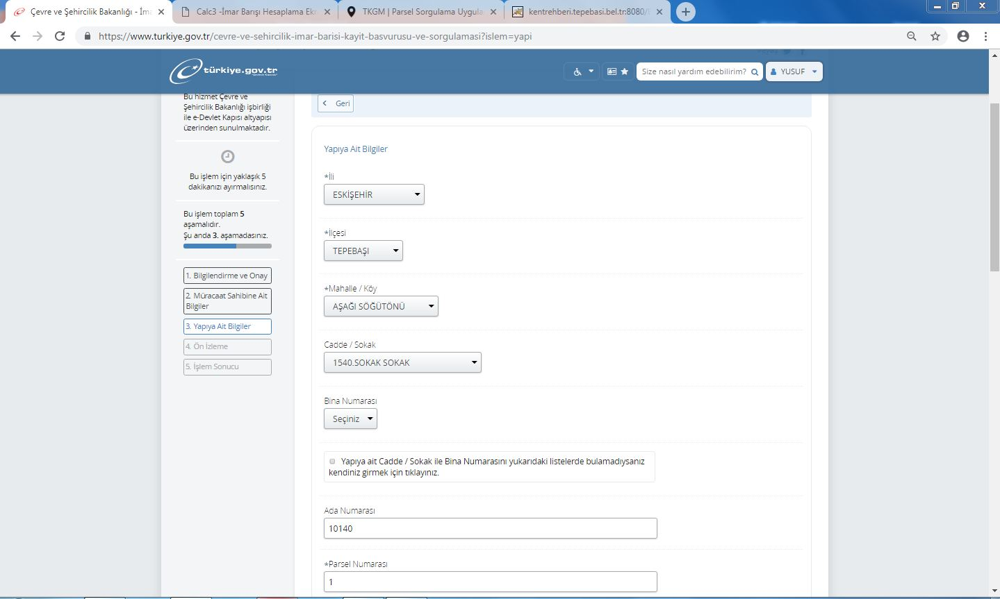 Çevre ve Şehircilik Bakanlığı - İma
Calc3 -İmar Barışı Hesaplama Ekr
TKGM | Parsel Sorgulama Uygula
kentrehberi.tepebasi.bel.tr:8080/
https://www.turkiye.gov.tr/cevre-ve-sehircilik-imar-barisi-kayit-basvurusu-ve-sorgulamasi?islem=yapi
türkiye.gov.tr
Size nasıl yardım edebilirim?
YUSUF
Bu hizmet Çevre ve
Şehircilik Bakanlığı işbirliği
ile e-Devlet Kapısı altyapısı
üzerinden sunulmaktadır.
Bu işlem için yaklaşık 5
dakikanızı ayırmalısınız.
Bu işlem toplam 5
aşamalıdır.
Şu anda 3. aşamadasınız.
1. Bilgilendirme ve Onay
2. Müracaat Sahibine Ait
Bilgiler
3. Yapıya Ait Bilgiler
4. Ön İzleme
5. İşlem Sonucu
Geri
Yapıya Ait Bilgiler
*İli
ESKİŞEHİR
*İlçesi
TEPEBAŞI
*Mahalle / Köy
AŞAĞI SÖĞÜTÖNÜ
Cadde / Sokak
1540.SOKAK SOKAK
Bina Numarası
Seçiniz
Yapıya ait Cadde / Sokak ile Bina Numarasını yukarıdaki listelerde bulamadıysanız
kendiniz girmek için tıklayınız.
Ada Numarası
10140
*Parsel Numarası
1